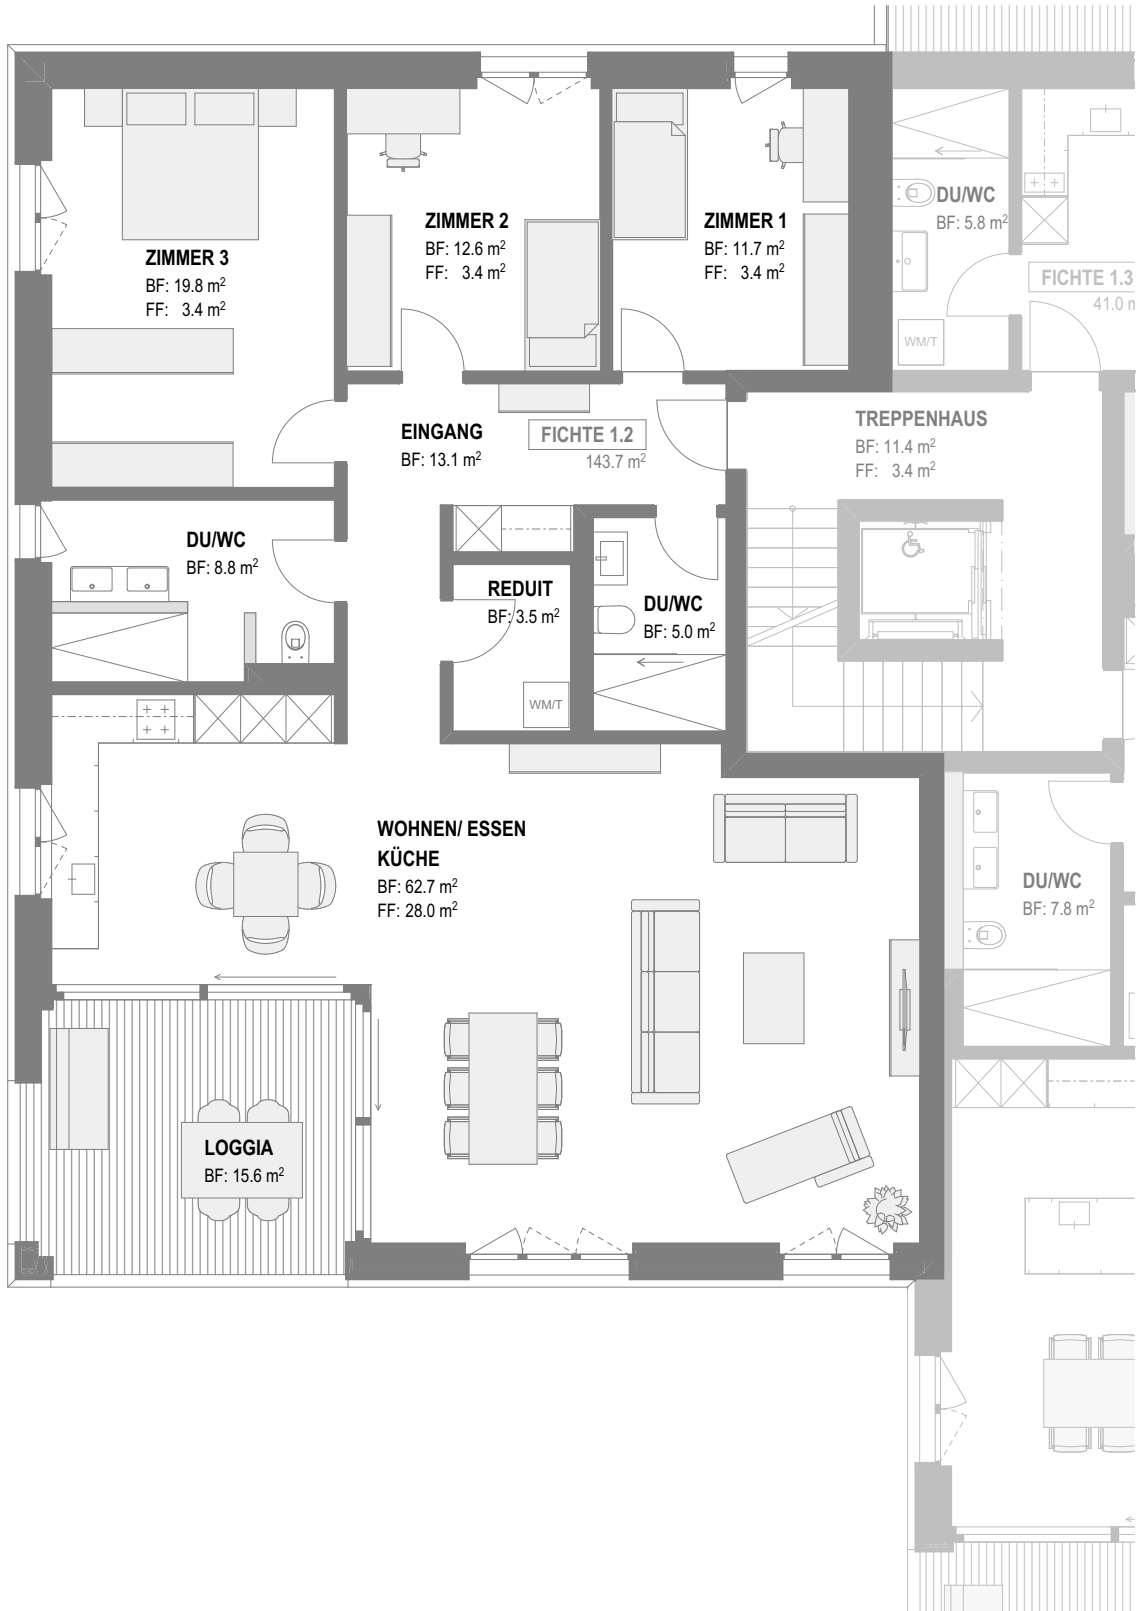 ZIMMER 3
BF: 19.8 m²
FF: 3.4 m²
ZIMMER 2
BF: 12.6 m²
FF: 3.4 m²
ZIMMER 1
BF: 11.7 m²
FF: 3.4 m²
DU/WC
BF: 5.8 m²
FICHTE 1.3
41.0 m
WM/T
EINGANG
BF: 13.1 m²
FICHTE 1.2
143.7 m²
TREPPENHAUS
BF: 11.4 m²
FF: 3.4 m²
DU/WC
BF: 8.8 m²
REDUIT
BF: 3.5 m²
WM/T
DU/WC
BF: 5.0 m²
WOHNEN/ ESSEN
KÜCHE
BF: 62.7 m²
FF: 28.0 m²
DU/WC
BF: 7.8 m²
LOGGIA
BF: 15.6 m²